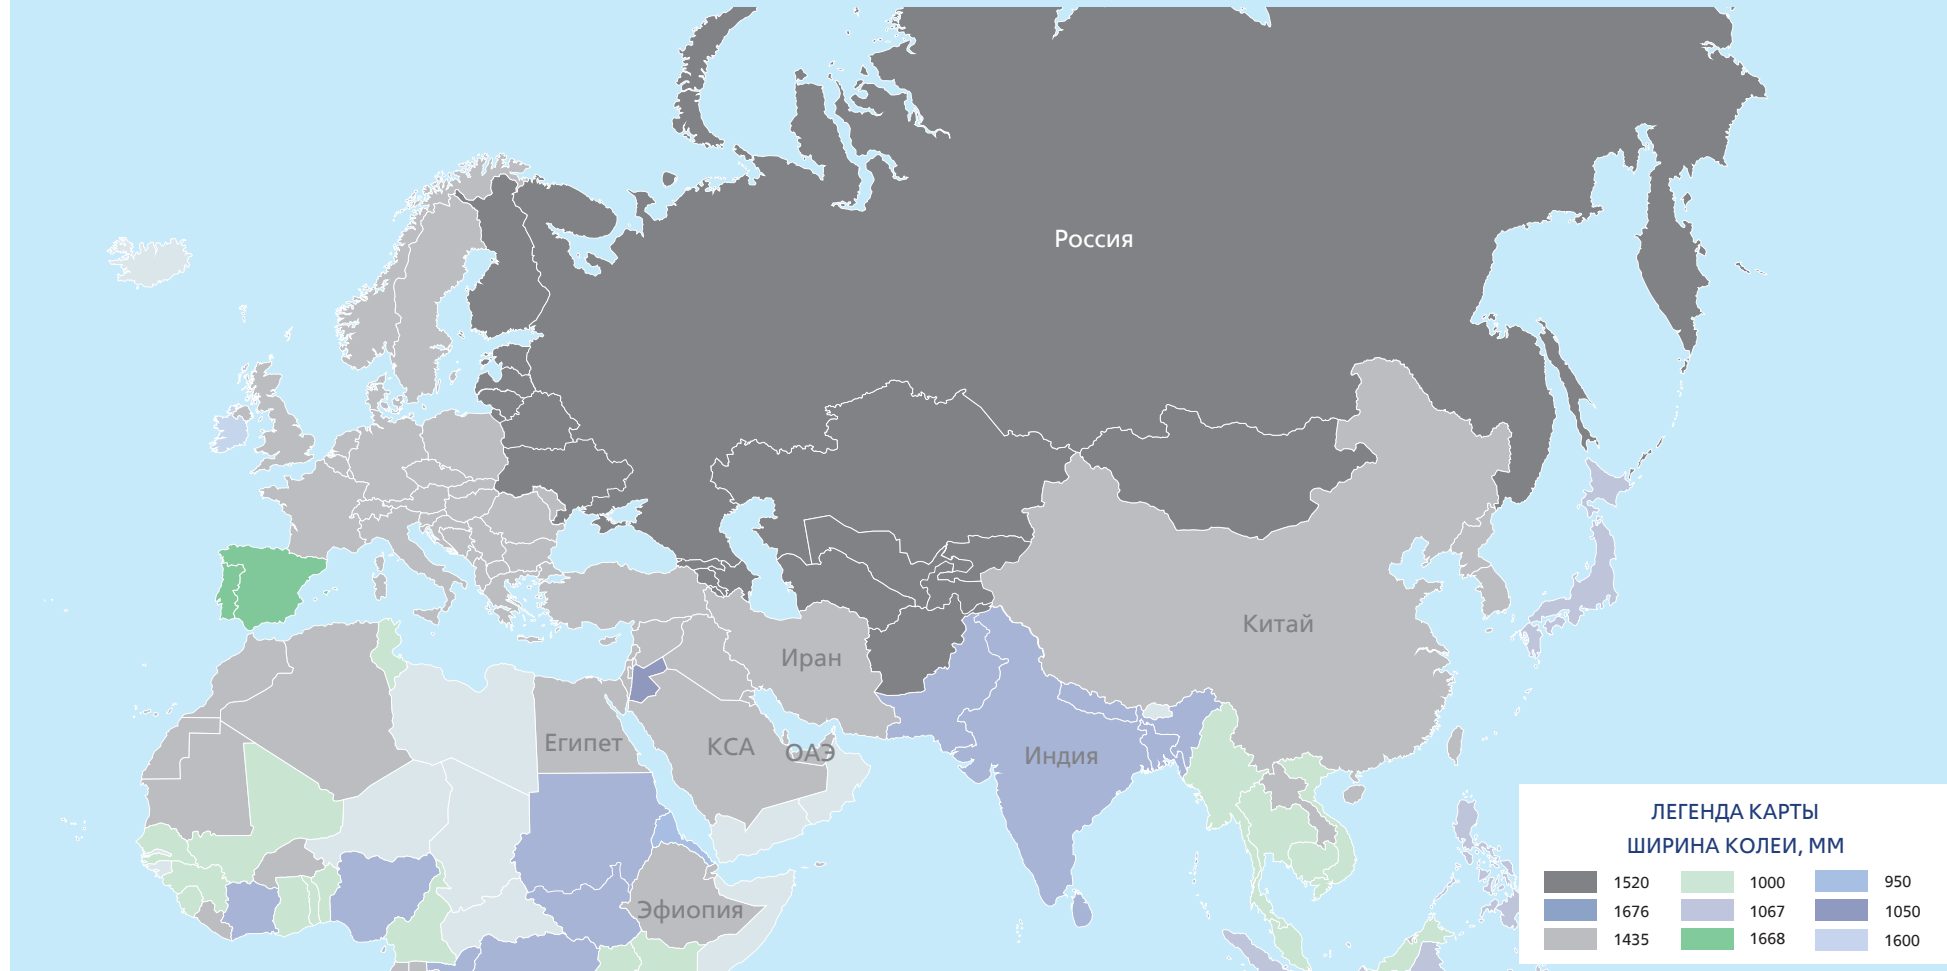 Россия
Китай
Иран
Египет
КСА
ОАЭ
Индия
Эфиопия
ЛЕГЕНДА КАРТЫ
ШИРИНА КОЛЕИ, ММ
1520 1000 950
1676 1067 1050
1435 1668 1600